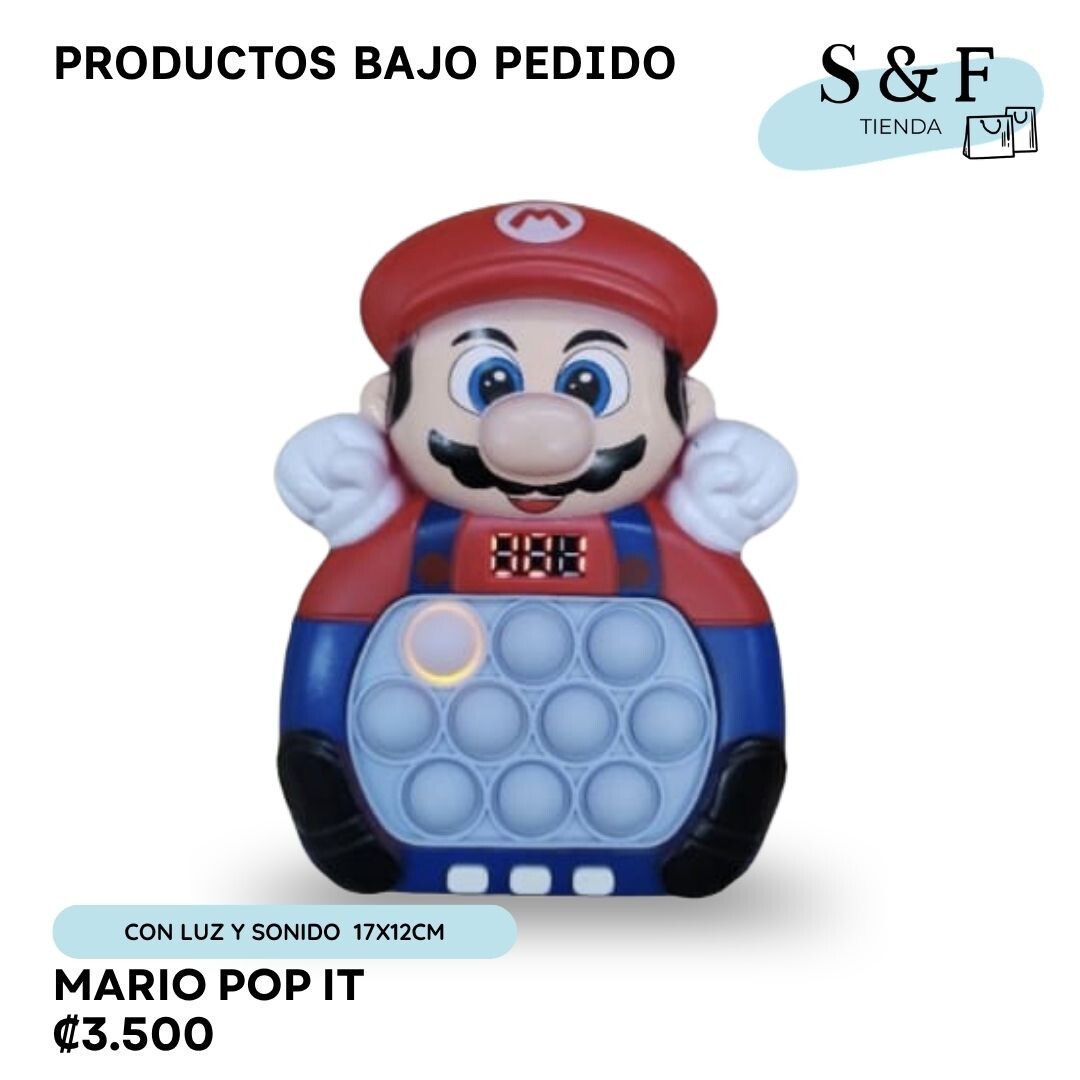 PRODUCTOS BAJO PEDIDO
S & F
TIENDA
M
CON LUZ Y SONIDO 17X12CM
MARIO POP IT
₡3.500